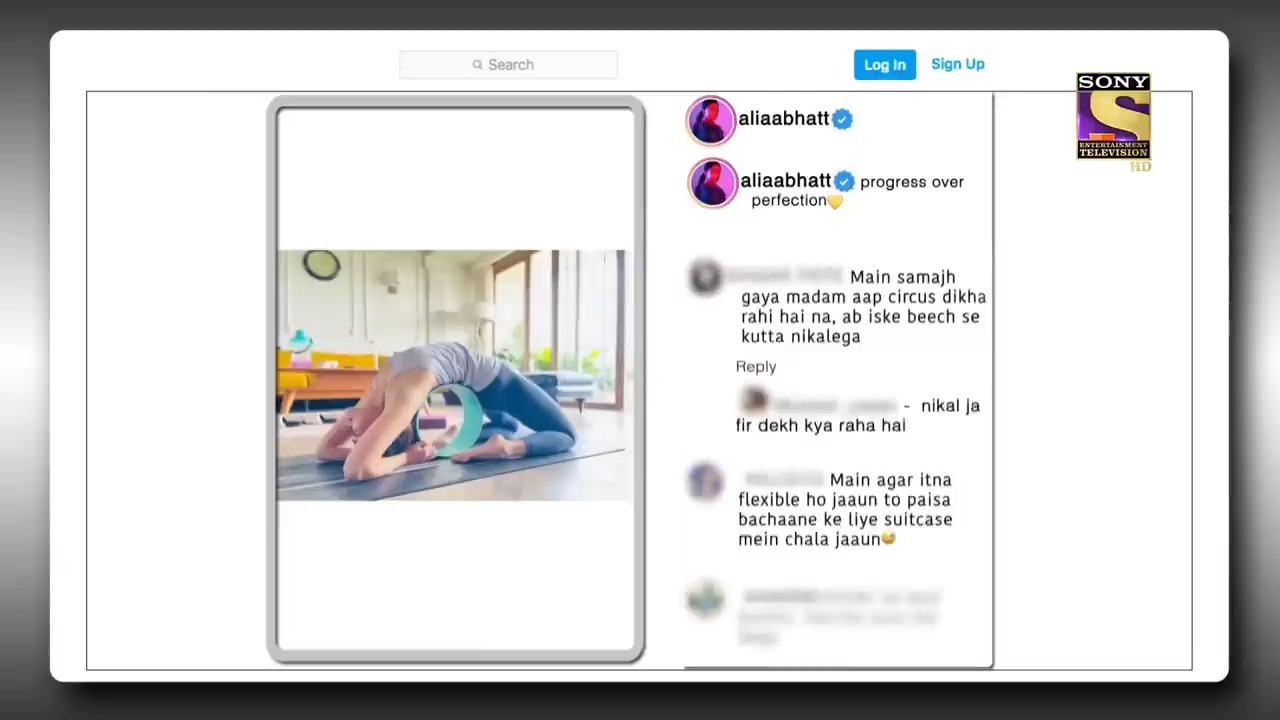 Search
Log In
Sign Up
SONY
ENTERTAINMENT
TELEVISION
HD
aliaabhatt
aliaabhatt progress over
perfection💛
Main samajh
gaya madam aap circus dikha
rahi hai na, ab iske beech se
kutta nikalega
Reply
- nikal ja
fir dekh kya raha hai
Main agar itna
flexible ho jaaun to paisa
bachaane ke liye suitcase
mein chala jaaun😂